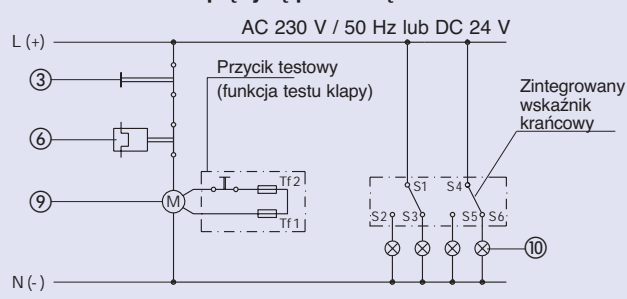 AC 230 V / 50 Hz lub DC 24 V
L (+)
3
Przycik testowy
(funkcja testu klapy)
Zintegrowany
wskaźnik
krańcowy
6
Tf2
S1
S4
9
M
Tf1
S2
S3
S5
S6
10
N (-)